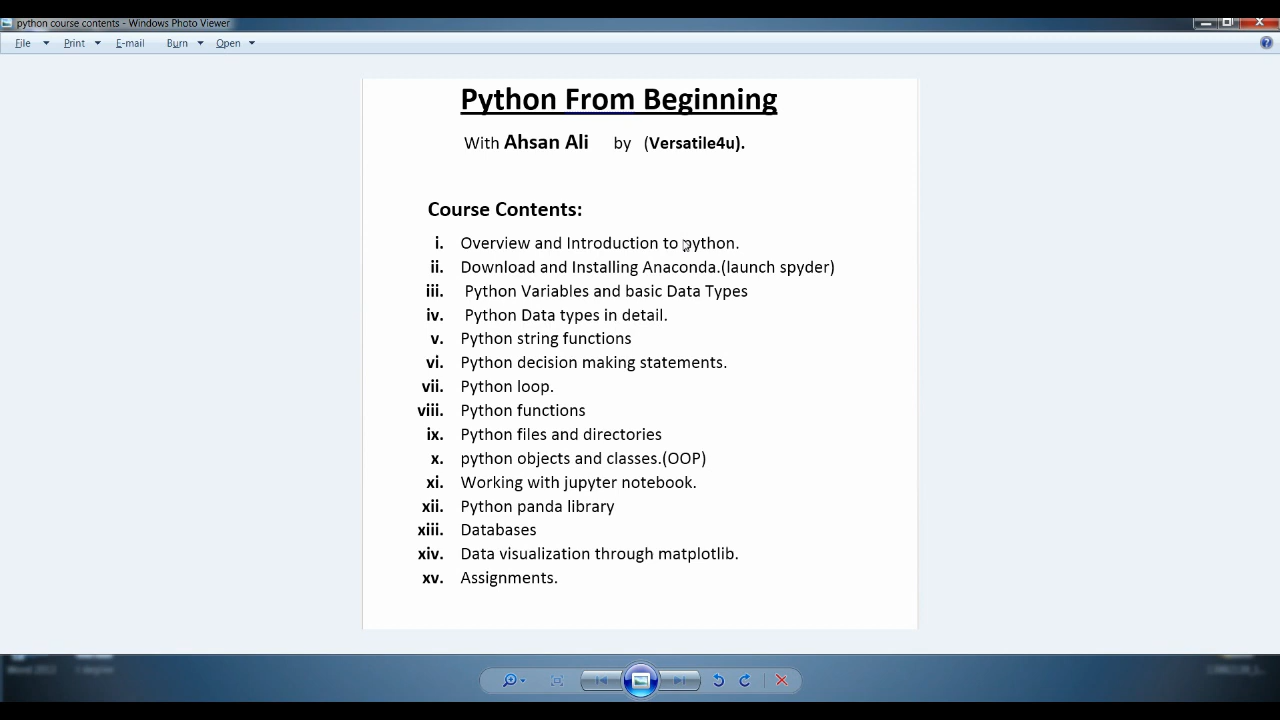 python course contents - Windows Photo Viewer
File Print E-mail Burn Open
Python From Beginning
With Ahsan Ali by (Versatile4u).
Course Contents:
i. Overview and Introduction to python.
ii. Download and Installing Anaconda.(launch spyder)
iii. Python Variables and basic Data Types
iv. Python Data types in detail.
v. Python string functions
vi. Python decision making statements.
vii. Python loop.
viii. Python functions
ix. Python files and directories
x. python objects and classes.(OOP)
xi. Working with jupyter notebook.
xii. Python panda library
xiii. Databases
xiv. Data visualization through matplotlib.
xv. Assignments.